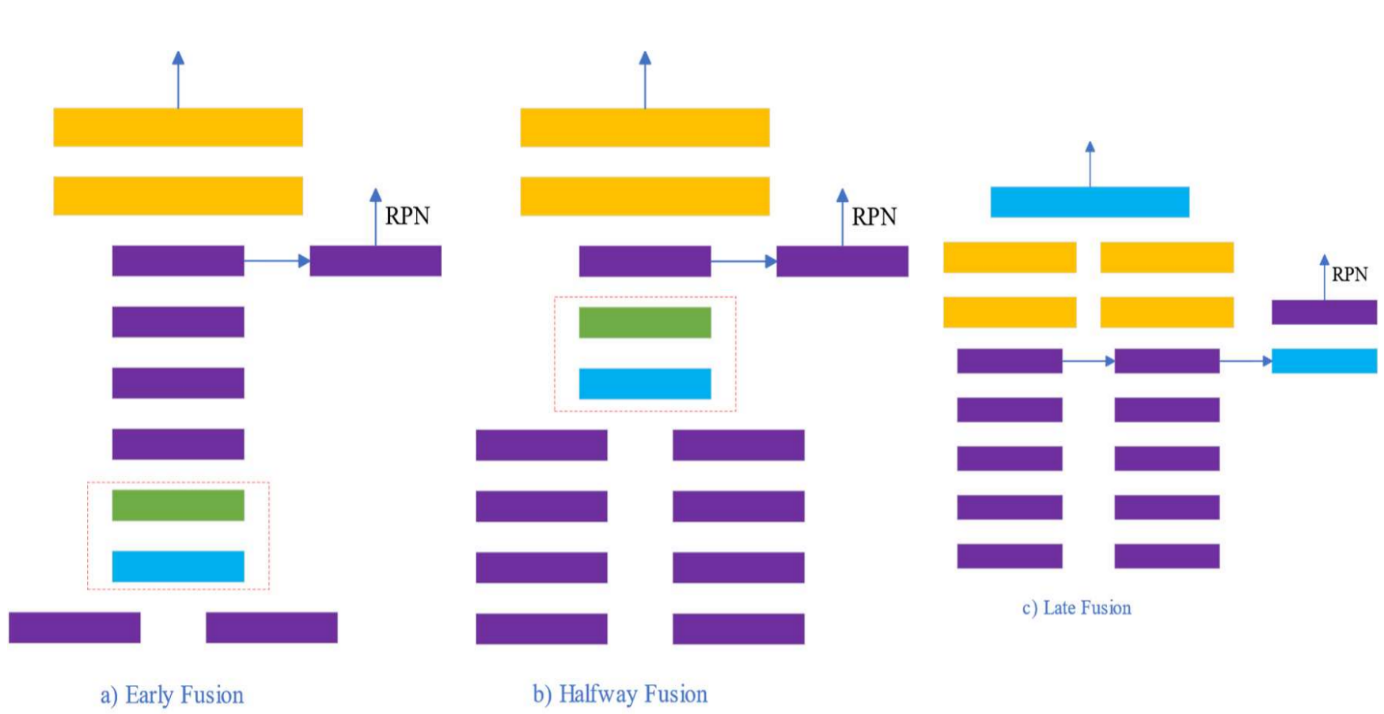 RPN
RPN
RPN
a) Early Fusion
b) Halfway Fusion
c) Late Fusion